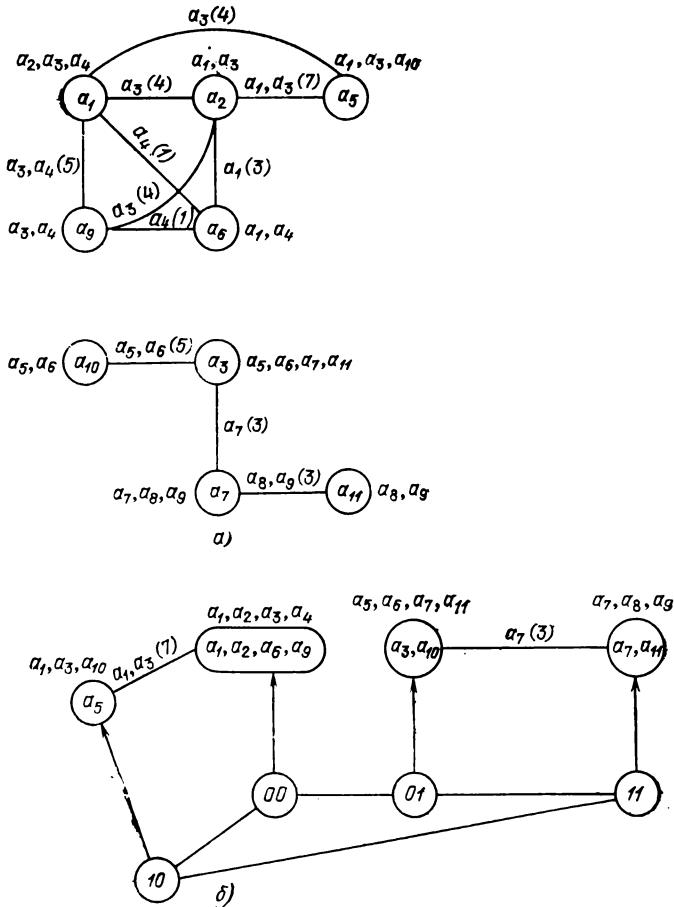 a₃(4)
a₂,a₃,a₄ a₁,a₃ a₁,a₃,a₁₀
a₁ a₃(4) a₂ a₁,a₃(7) a₅
a₄(1)
a₃,a₄(5) a₁(3)
a₃(4)
a₄(1)
a₃,a₄ a₉ a₆ a₁,a₄
a₅,a₆ a₁₀ a₅,a₆(5) a₃ a₅,a₆,a₇,a₁₁
a₇(3)
a₇,a₈,a₉ a₇ a₈,a₉(3) a₁₁ a₈,a₉
а)
a₁,a₂,a₃,a₄ a₅,a₆,a₇,a₁₁ a₇,a₈,a₉
a₁,a₂,a₆,a₉ a₃,a₁₀ a₇(3) a₇,a₁₁
a₁,a₃,a₁₀ a₁,a₃(7)
a₅
00 01 11
10
б)